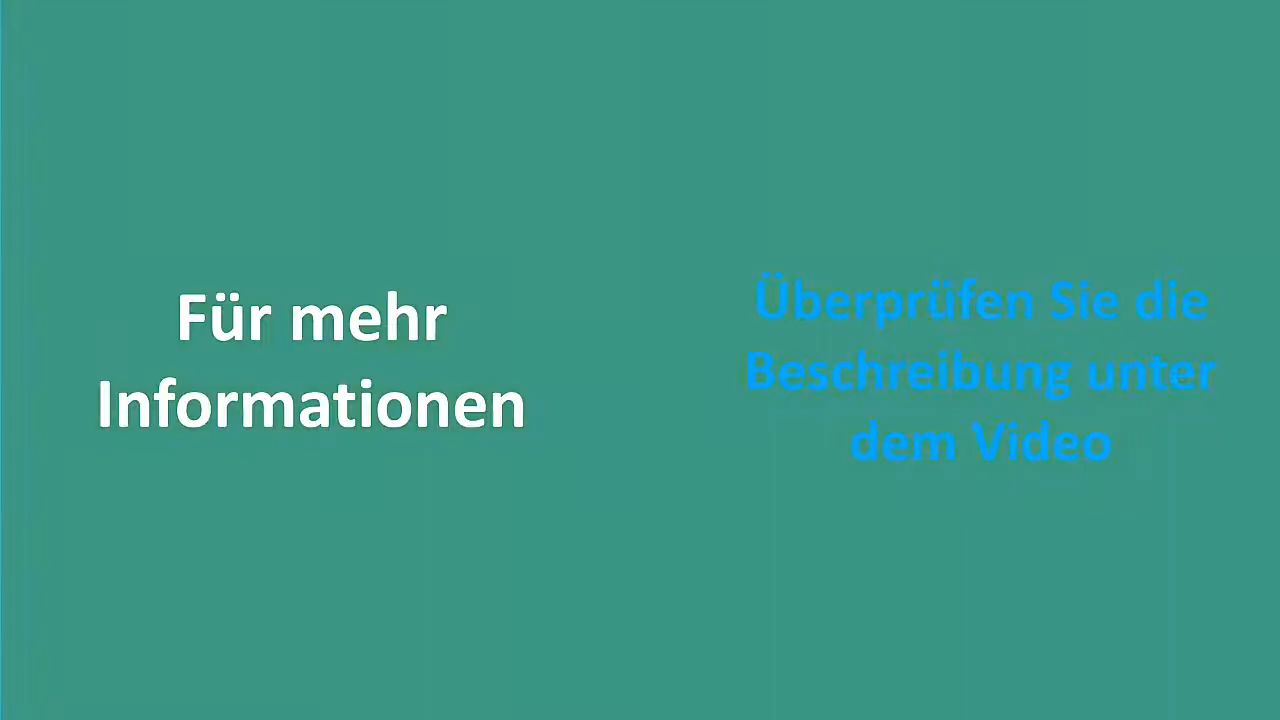 Für mehr
Informationen
Überprüfen Sie die
Beschreibung unter
dem Video